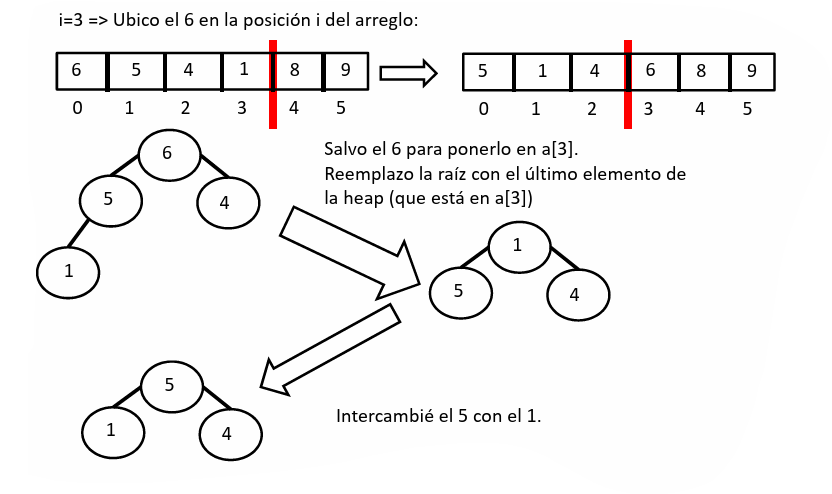 i=3 => Ubico el 6 en la posición i del arreglo:
6 5 4 1 8 9
0 1 2 3 4 5
5 1 4 6 8 9
0 1 2 3 4 5
6
5 4
1
Salvo el 6 para ponerlo en a[3].
Reemplazo la raíz con el último elemento de
la heap (que está en a[3])
1
5 4
5
1 4
Intercambié el 5 con el 1.